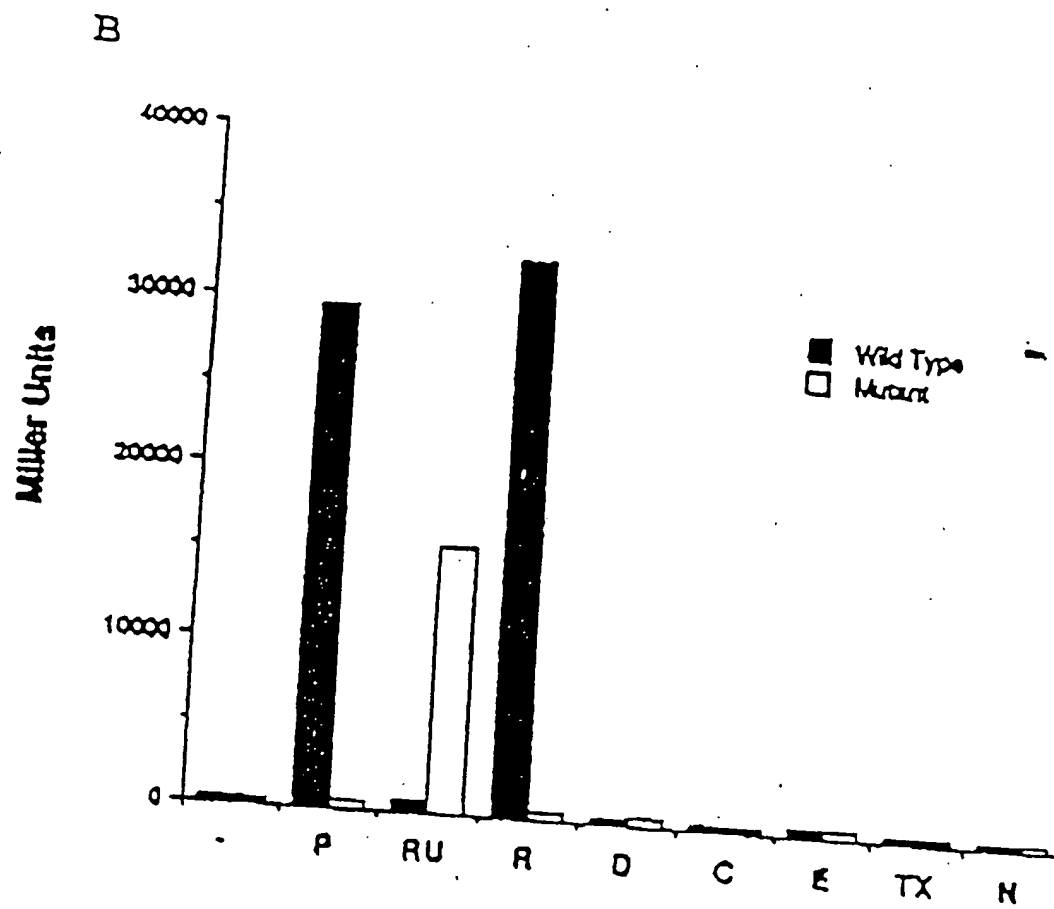 B
40000
30000
20000
10000
0
Miller Units
Wild Type
Mutant
- P RU R D C E TX N